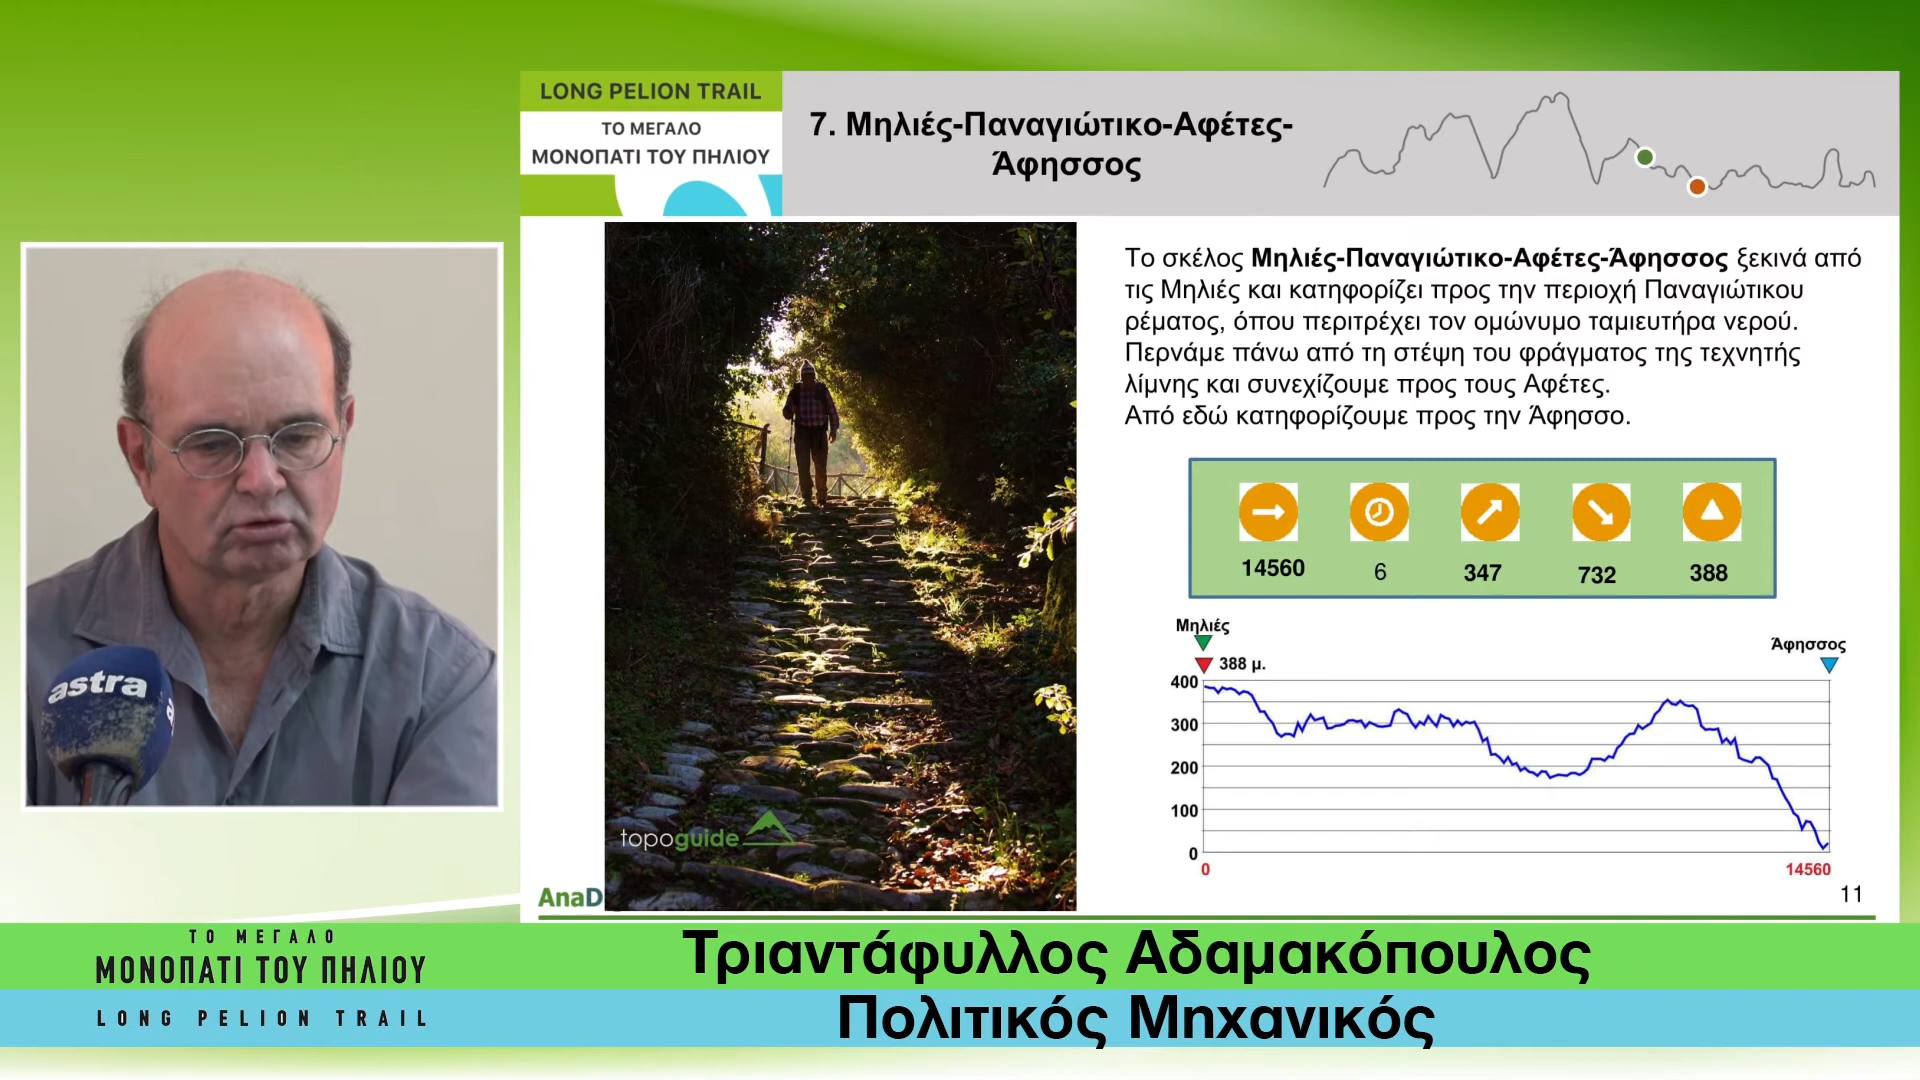 LONG PELION TRAIL
ΤΟ ΜΕΓΑΛΟ
ΜΟΝΟΠΑΤΙ ΤΟΥ ΠΗΛΙΟΥ
7. Μηλιές-Παναγιώτικο-Αφέτες-
Άφησσος
Το σκέλος Μηλιές-Παναγιώτικο-Αφέτες-Άφησσος ξεκινά από
τις Μηλιές και κατηφορίζει προς την περιοχή Παναγιώτικου
ρέματος, όπου περιτρέχει τον ομώνυμο ταμιευτήρα νερού.
Περνάμε πάνω από τη στέψη του φράγματος της τεχνητής
λίμνης και συνεχίζουμε προς τους Αφέτες.
Από εδώ κατηφορίζουμε προς την Άφησσο.
14560 6 347 732 388
Μηλιές
Άφησσος
388 μ.
400
300
200
100
0
0 14560
topoguide
astra
AnaD
11
ΤΟ ΜΕΓΑΛΟ
ΜΟΝΟΠΑΤΙ ΤΟΥ ΠΗΛΙΟΥ
LONG PELION TRAIL
Τριαντάφυλλος Αδαμακόπουλος
Πολιτικός Μηχανικός